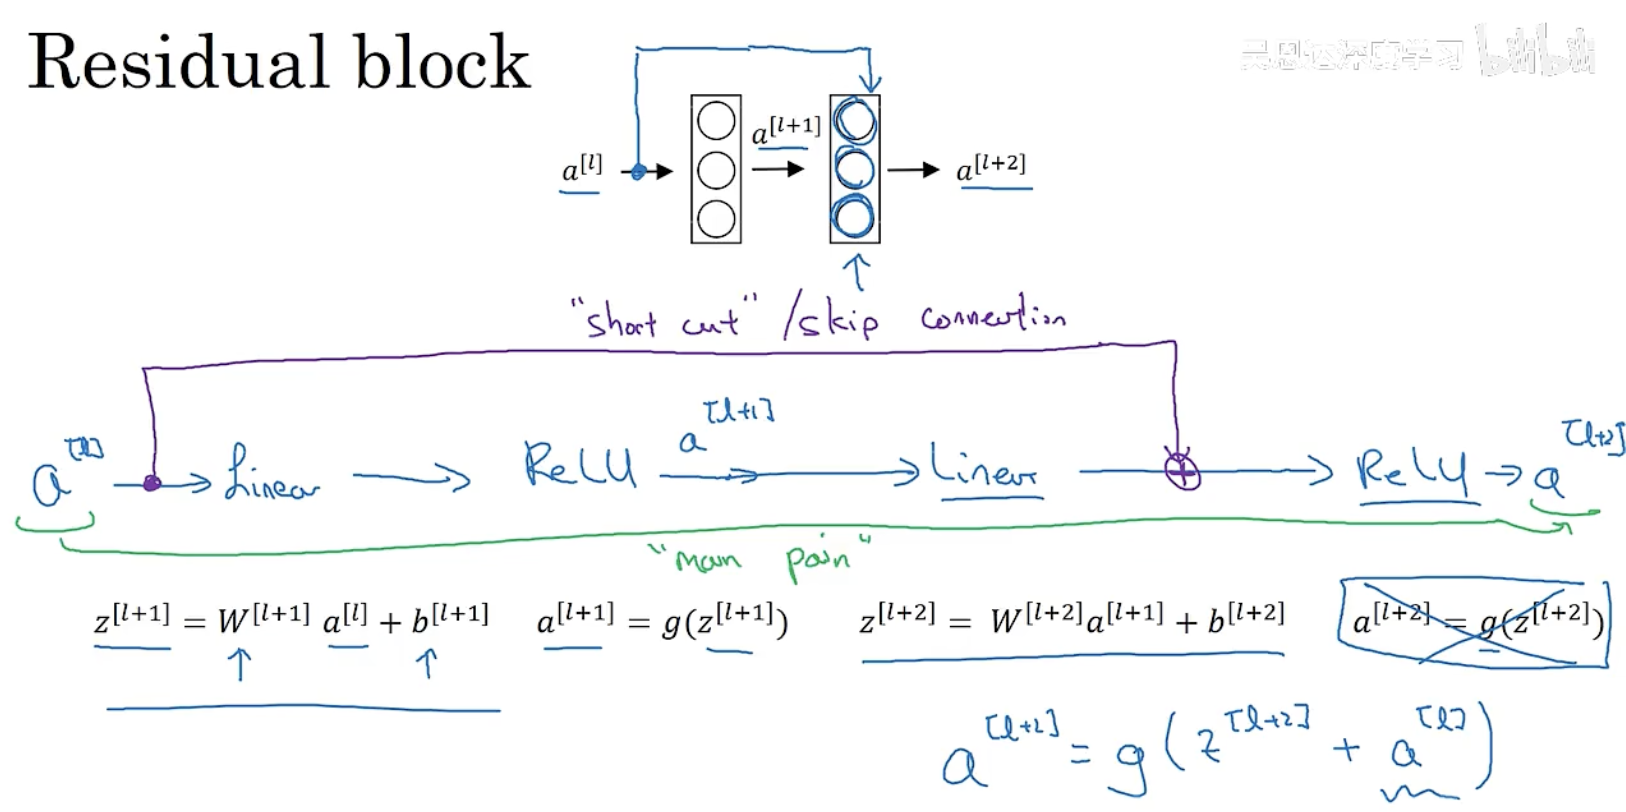 Residual block
吴恩达深度学习 bilibili
a^[l] a^[l+1] a^[l+2]
"short cut" / skip connection
a^[l] → Linear → ReLU a^[l+1] → Linear → ReLU → a^[l+2]
"main path"
z^[l+1] = W^[l+1] a^[l] + b^[l+1] a^[l+1] = g(z^[l+1]) z^[l+2] = W^[l+2]a^[l+1] + b^[l+2] a^[l+2] = g(z^[l+2])
a^[l+2] = g(z^[l+2] + a^[l])